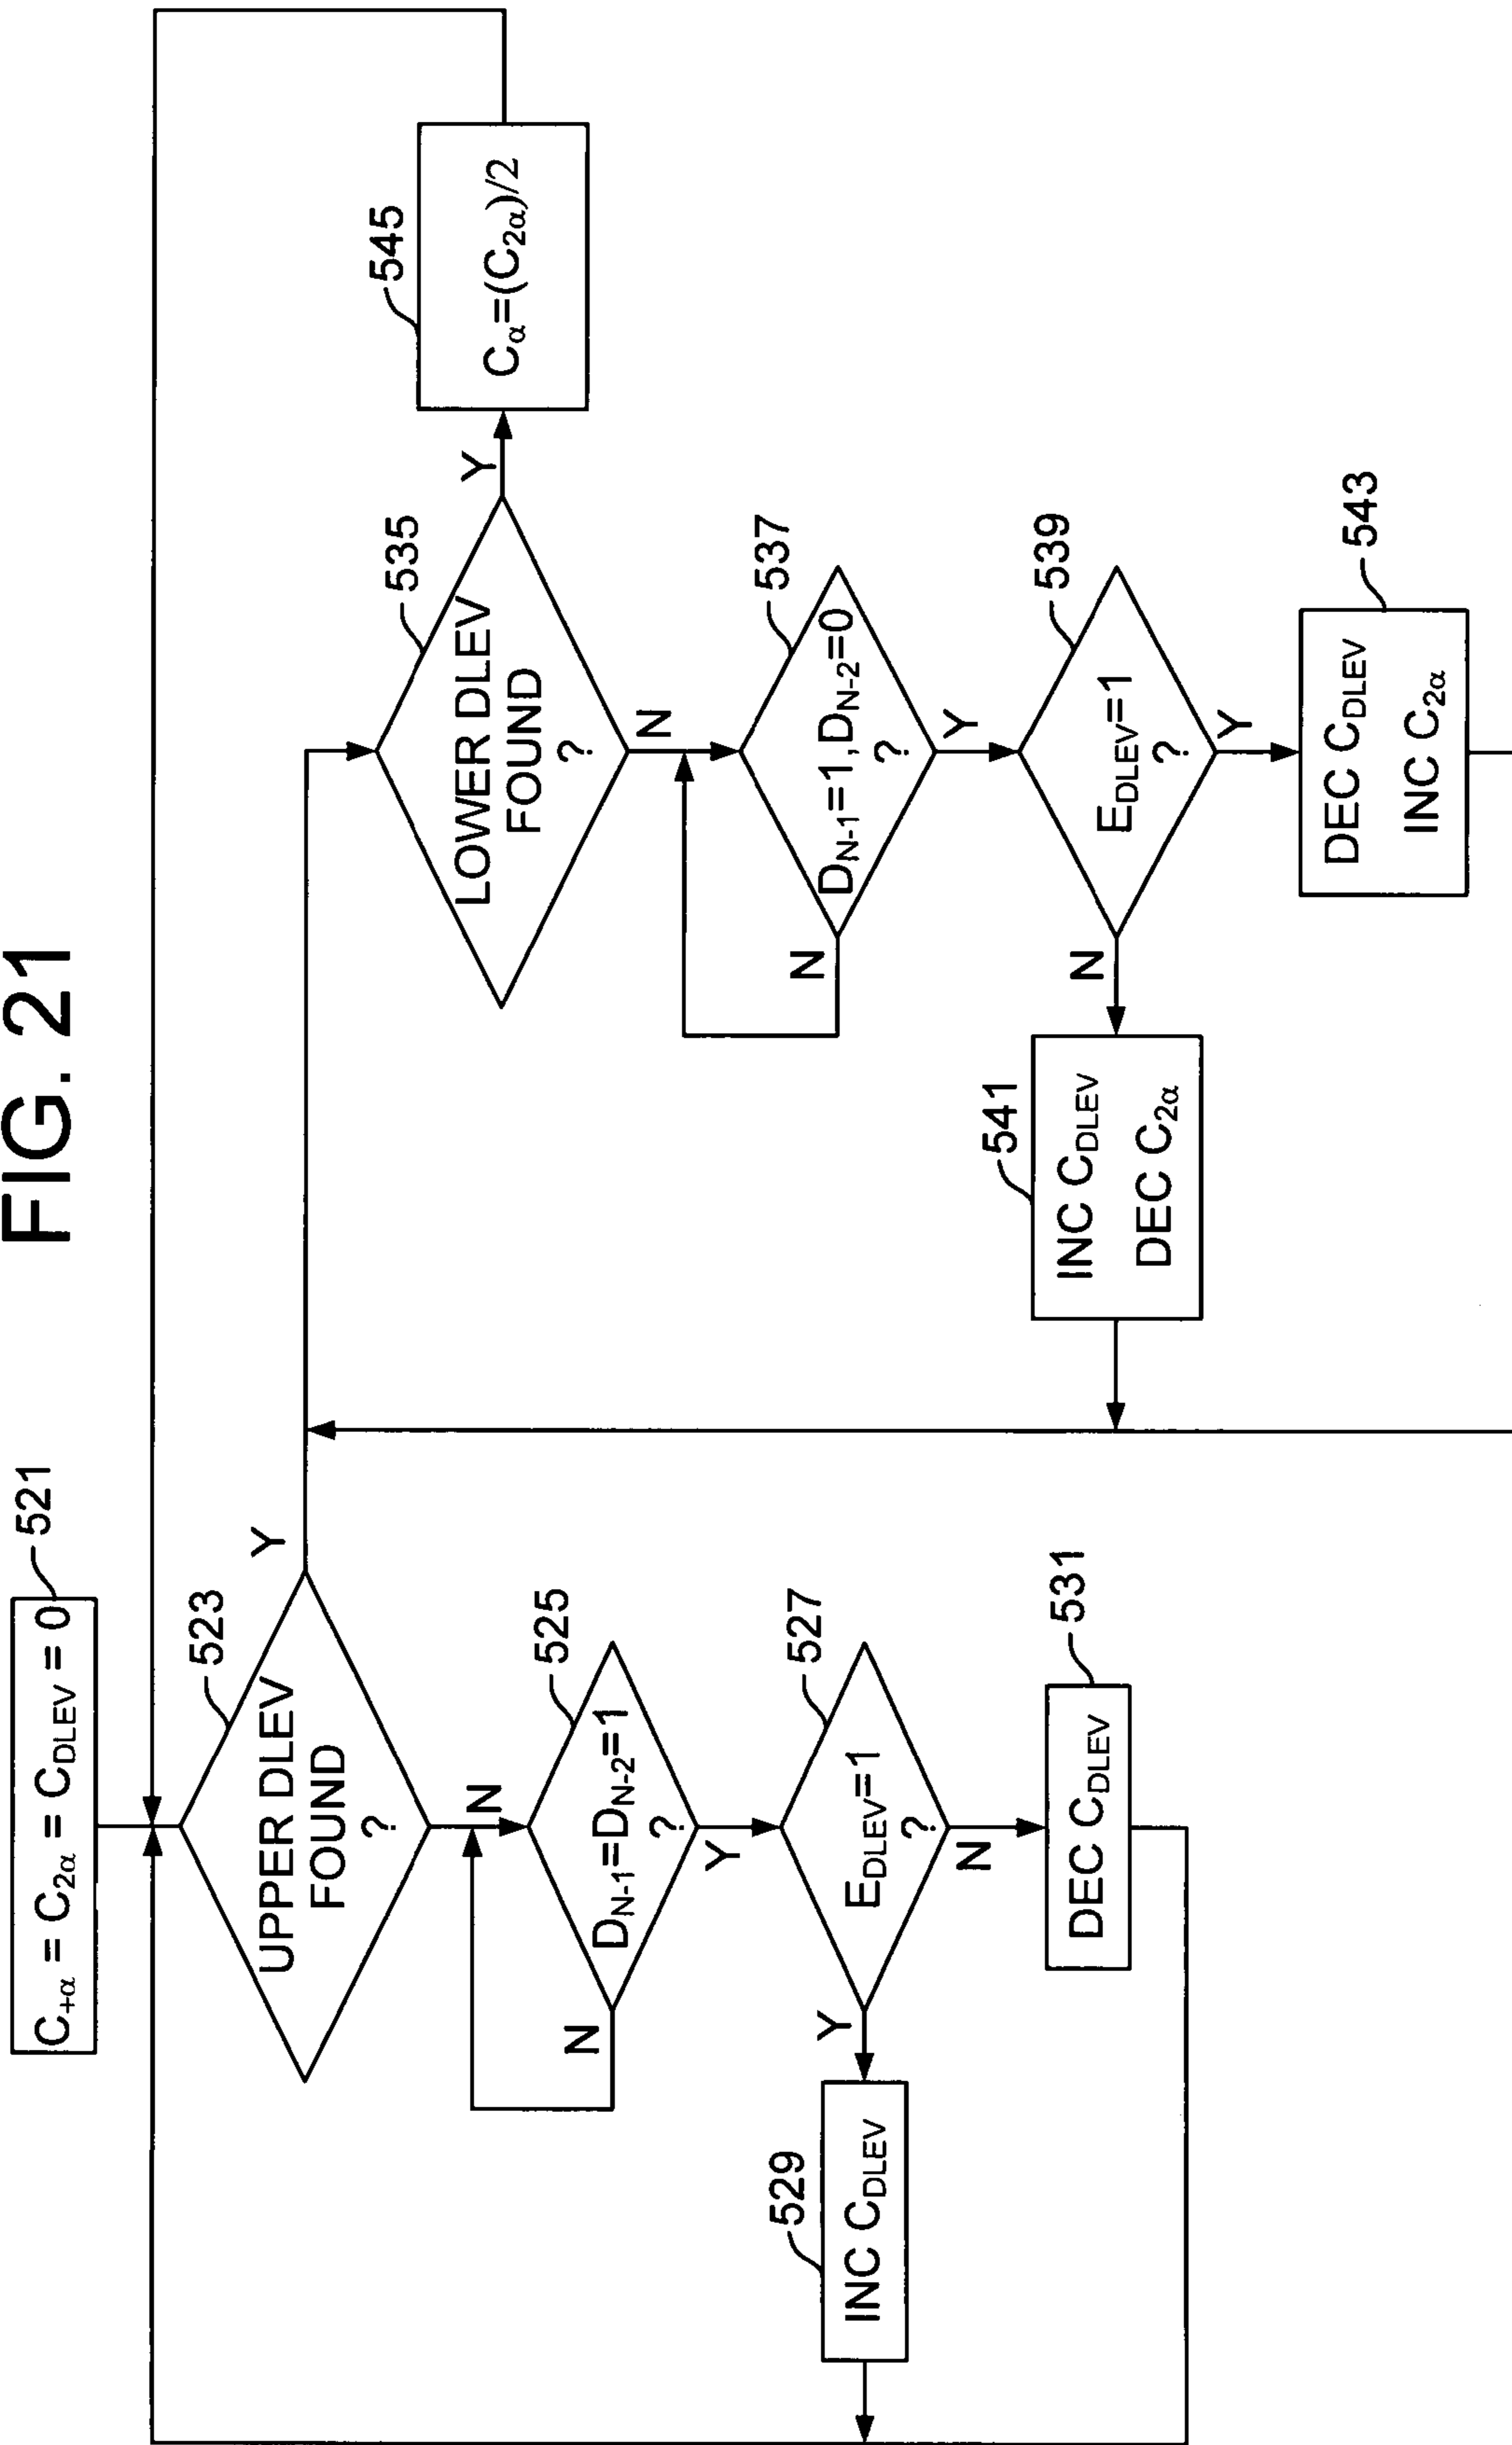 FIG. 21
521
C+α = C2α = CDLEV = 0
523
UPPER DLEV
FOUND
?
Y
N
525
DN-1=DN-2=1
?
N
Y
527
EDLEV=1
?
Y
N
529
INC CDLEV
531
DEC CDLEV
535
LOWER DLEV
FOUND
?
Y
N
545
Cα=(C2α)/2
537
DN-1=1,DN-2=0
?
N
Y
539
EDLEV=1
?
N
Y
541
INC CDLEV
DEC C2α
543
DEC CDLEV
INC C2α